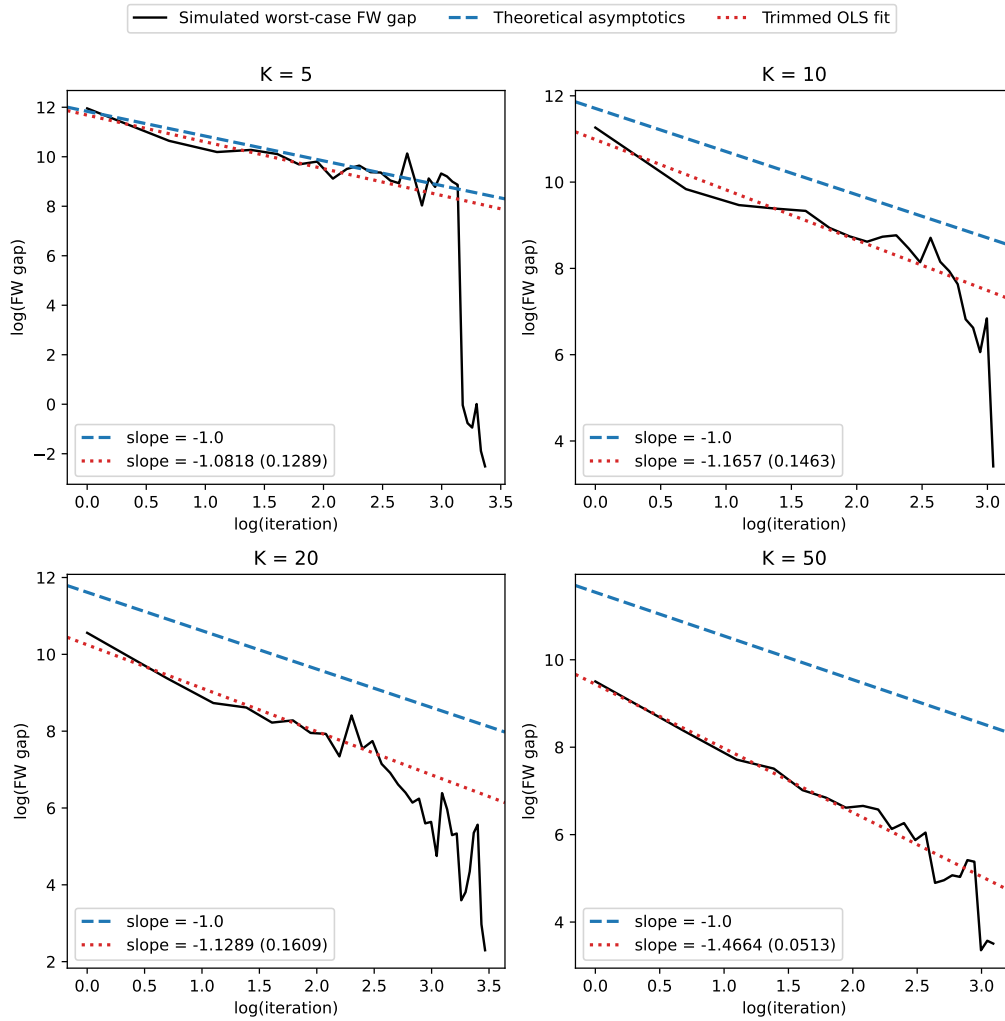 Simulated worst-case FW gap Theoretical asymptotics Trimmed OLS fit
K = 5
12
10
8
6
4
2
0
−2
log(FW gap)
slope = -1.0
slope = -1.0818 (0.1289)
0.0 0.5 1.0 1.5 2.0 2.5 3.0 3.5
log(iteration)
K = 10
12
10
8
6
4
log(FW gap)
slope = -1.0
slope = -1.1657 (0.1463)
0.0 0.5 1.0 1.5 2.0 2.5 3.0
log(iteration)
K = 20
12
10
8
6
4
2
log(FW gap)
slope = -1.0
slope = -1.1289 (0.1609)
0.0 0.5 1.0 1.5 2.0 2.5 3.0 3.5
log(iteration)
K = 50
10
8
6
4
log(FW gap)
slope = -1.0
slope = -1.4664 (0.0513)
0.0 0.5 1.0 1.5 2.0 2.5 3.0
log(iteration)